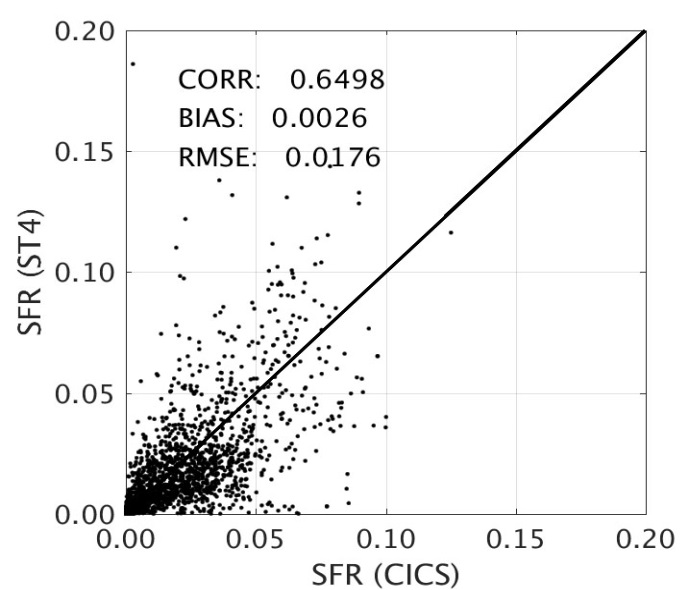 0.20
CORR: 0.6498
BIAS: 0.0026
RMSE: 0.0176
0.15
0.10
0.05
0.00
SFR (ST4)
0.00 0.05 0.10 0.15 0.20
SFR (CICS)